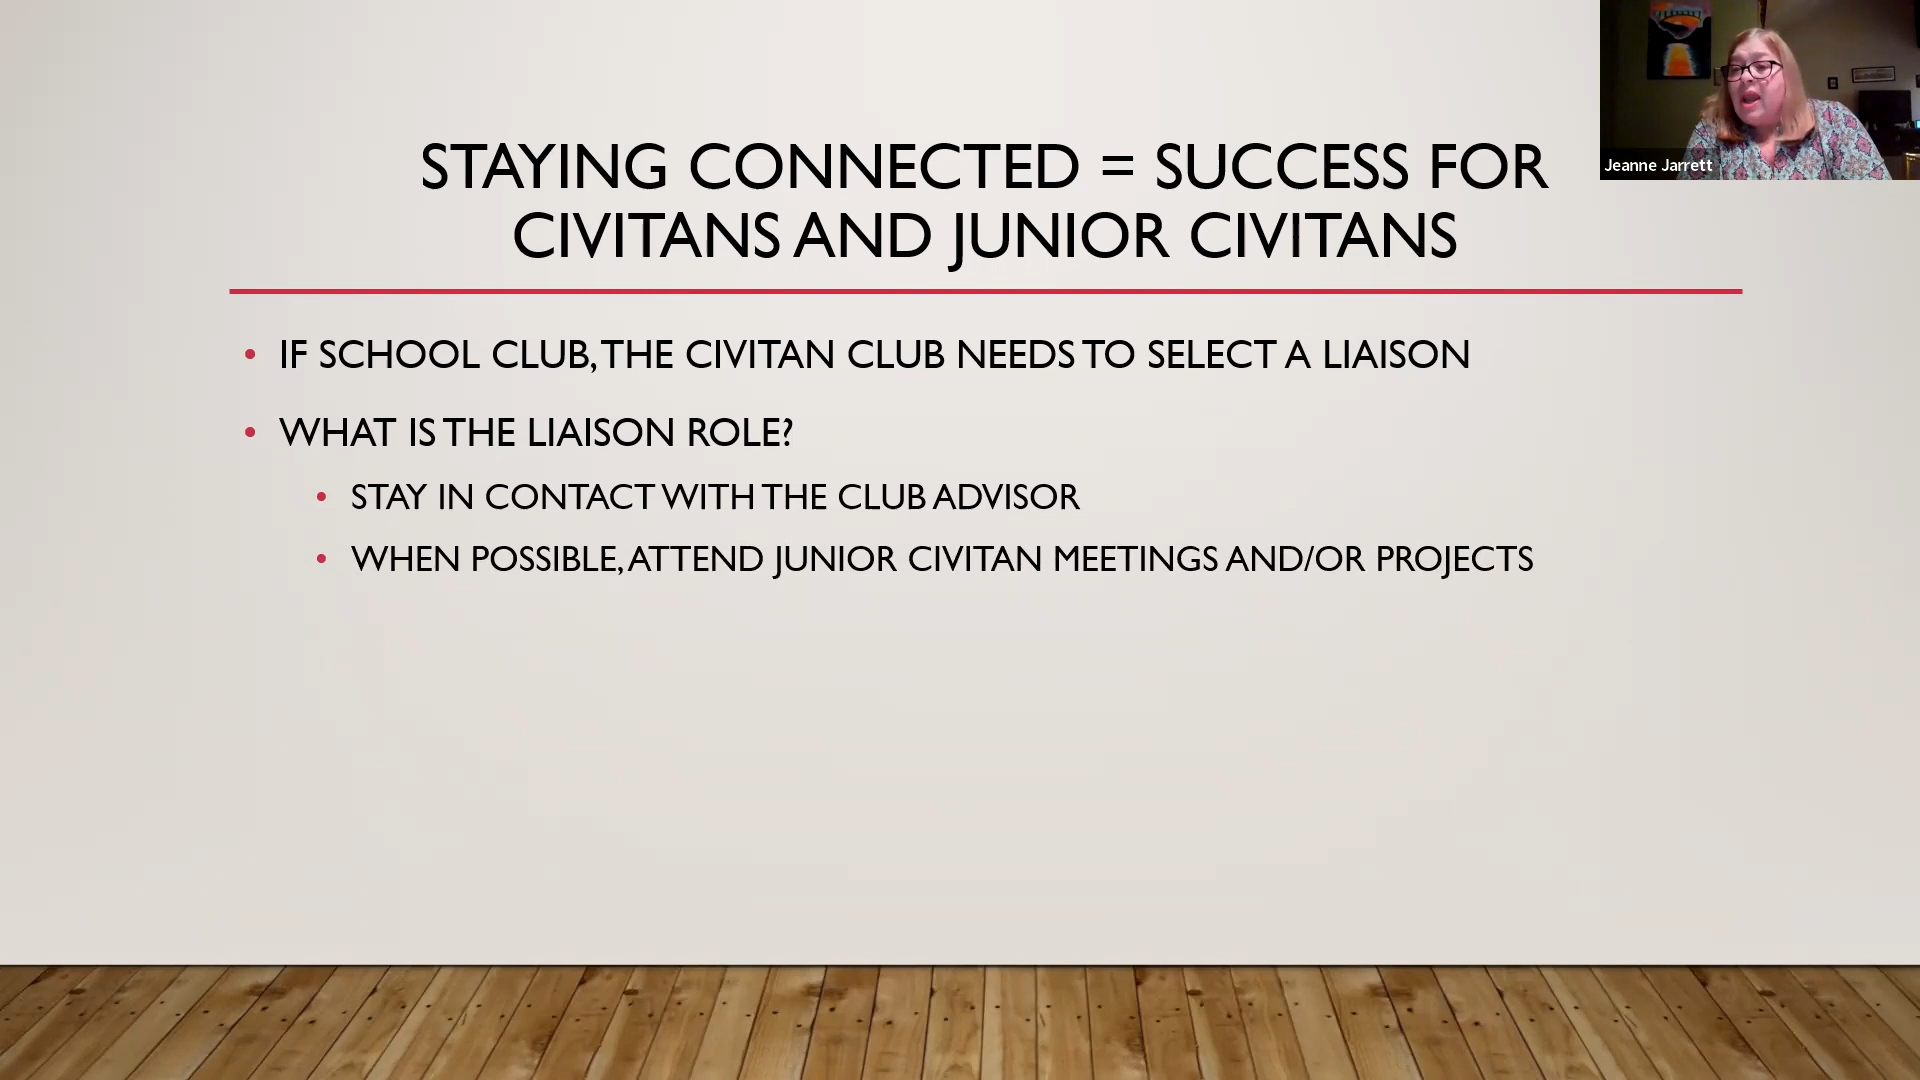 STAYING CONNECTED = SUCCESS FOR
CIVITANS AND JUNIOR CIVITANS
Jeanne Jarrett
• IF SCHOOL CLUB, THE CIVITAN CLUB NEEDS TO SELECT A LIAISON
• WHAT IS THE LIAISON ROLE?
• STAY IN CONTACT WITH THE CLUB ADVISOR
• WHEN POSSIBLE, ATTEND JUNIOR CIVITAN MEETINGS AND/OR PROJECTS